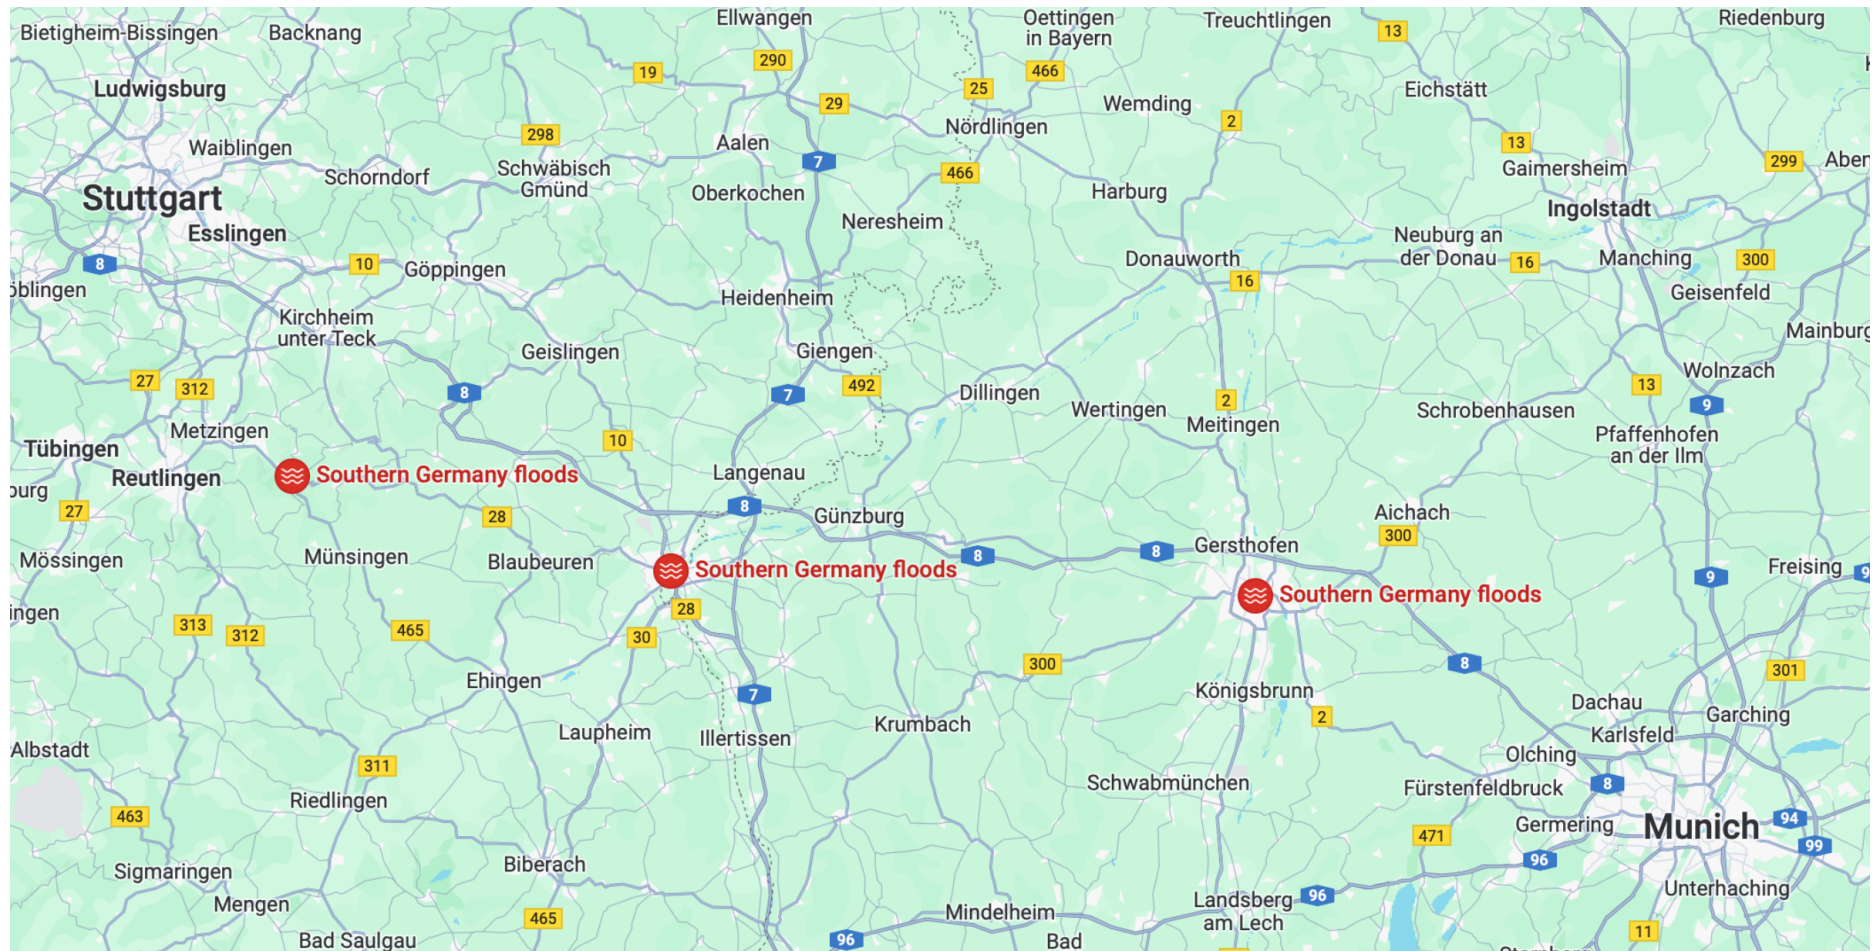 Ellwangen
Oettingen
in Bayern
Treuchtlingen
Riedenburg
Bietigheim-Bissingen
Backnang
13
290
19
466
25
Ludwigsburg
29
Wemding
Eichstätt
2
298
Nördlingen
13
Waiblingen
Aalen
7
299
Aben
Schwäbisch
Gmünd
Schorndorf
466
Gaimersheim
Stuttgart
Oberkochen
Harburg
Ingolstadt
Esslingen
Neresheim
Neuburg an
der Donau
8
10
Göppingen
Donauworth
16
16
Manching
300
öblingen
Heidenheim
Geisenfeld
Kirchheim
unter Teck
Mainburg
Geislingen
Giengen
27
312
8
7
492
Dillingen
Wolnzach
13
9
2
Wertingen
Meitingen
Schrobenhausen
Metzingen
10
Pfaffenhofen
an der Ilm
Tübingen
Reutlingen
Southern Germany floods
Langenau
burg
27
28
8
Günzburg
Aichach
300
Mössingen
Münsingen
Blaubeuren
Southern Germany floods
8
8
Gersthofen
9
Freising
9
ingen
Southern Germany floods
28
313
312
465
30
300
8
301
Ehingen
7
Königsbrunn
2
Dachau
Garching
Karlsfeld
Albstadt
Laupheim
Illertissen
Krumbach
Olching
311
Schwabmünchen
Fürstenfeldbruck
8
Riedlingen
463
Germering
Munich
94
471
99
96
Sigmaringen
Biberach
Unterhaching
Mengen
465
Mindelheim
Landsberg
am Lech
96
11
Bad Saulgau
96
Bad